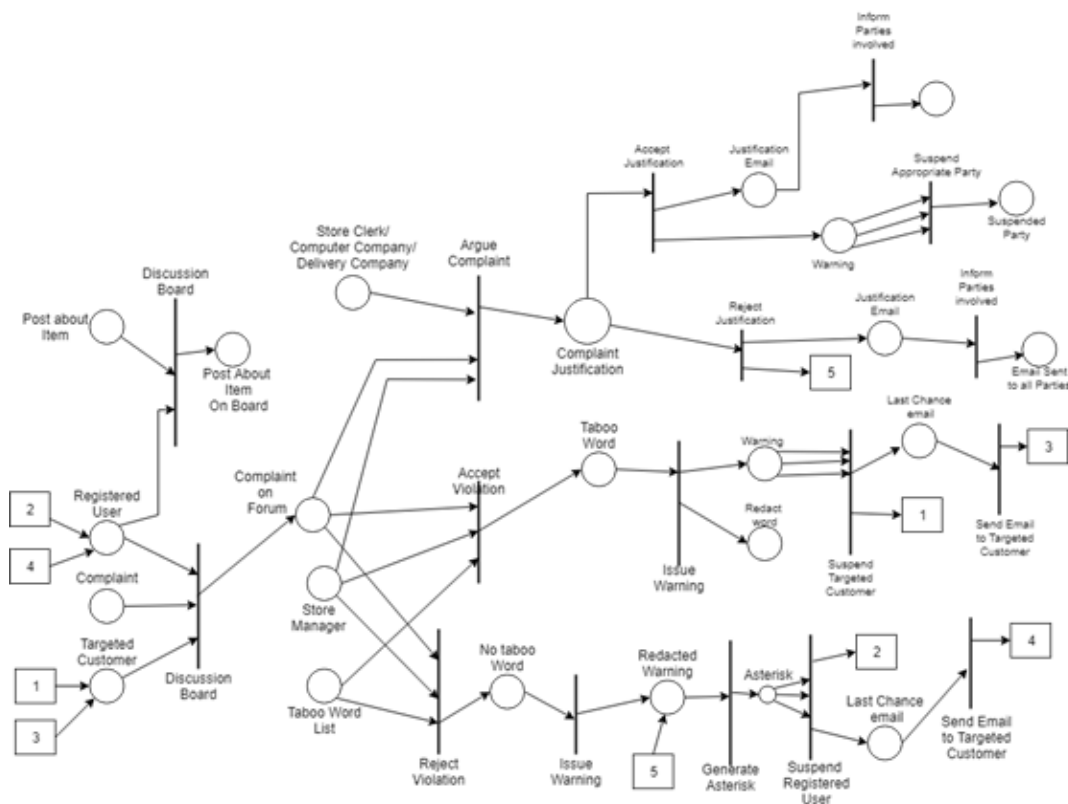 Inform
Parties
involved
Accept
Justification
Justification
Email
Suspend
Appropriate Party
Warning
Suspended
Party
Store Clerk/
Computer Company/
Delivery Company
Argue
Complaint
Complaint
Justification
Reject
Justification
5
Justification
Email
Inform
Parties
involved
Email Sent
to all Parties
Discussion
Board
Post about
Item
Post About
Item
On Board
2
4
Registered
User
Complaint
Targeted
Customer
1
3
Discussion
Board
Complaint
on
Forum
Store
Manager
Taboo Word
List
Accept
Violation
Taboo
Word
Issue
Warning
Warning
Redact
word
Suspend
Targeted
Customer
1
Last Chance
email
3
Send Email
to Targeted
Customer
Reject
Violation
No taboo
Word
Issue
Warning
Redacted
Warning
5
Generate
Asterisk
Asterisk
Suspend
Registered
User
2
Last Chance
email
4
Send Email
to Targeted
Customer